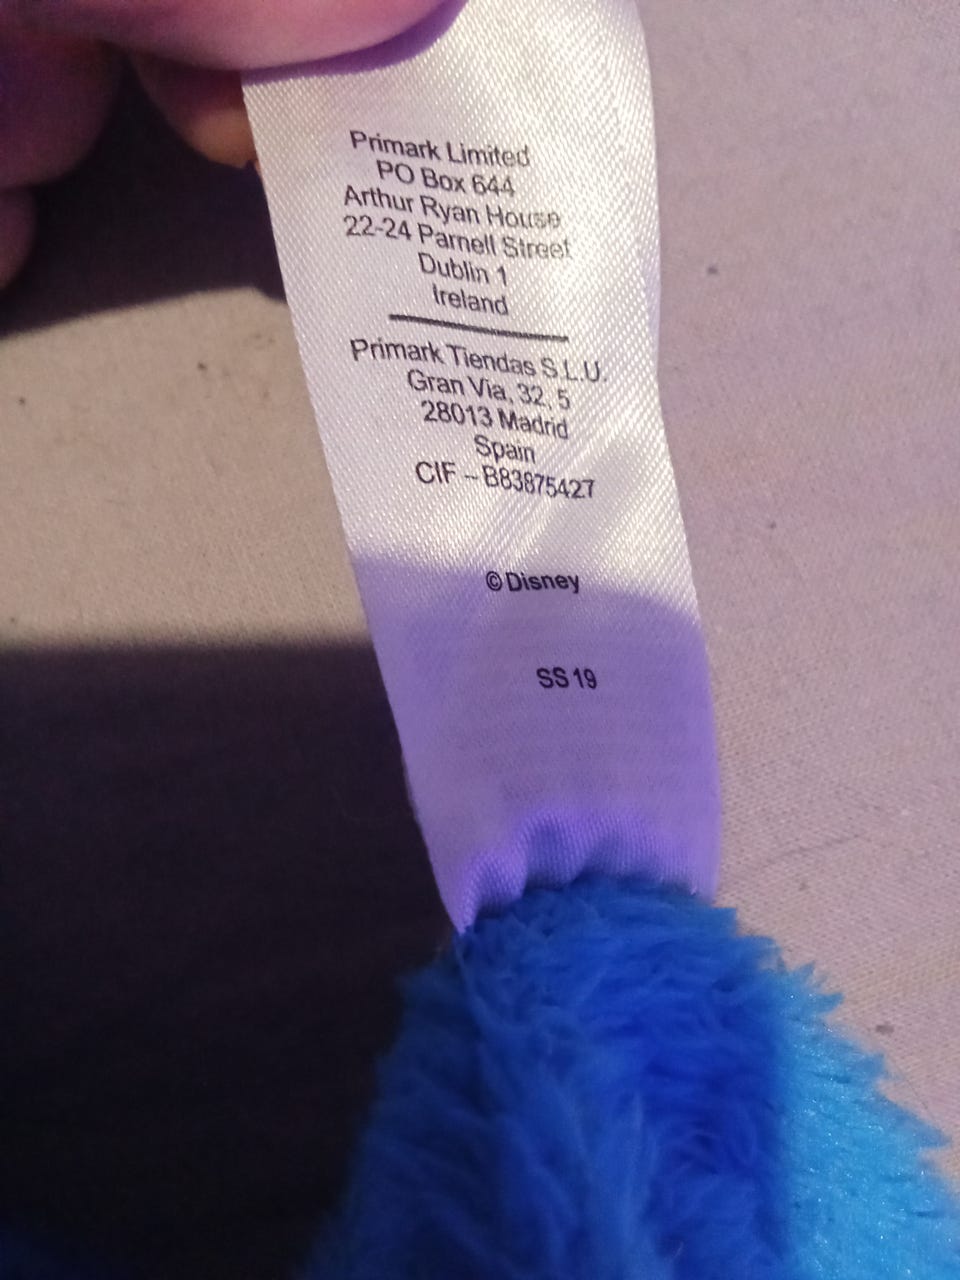 Primark Limited
PO Box 644
Arthur Ryan House
22-24 Parnell Street
Dublin 1
Ireland
Primark Tiendas S.L.U.
Gran Via, 32, 5
28013 Madrid
Spain
CIF – B83875427
© Disney
SS 19